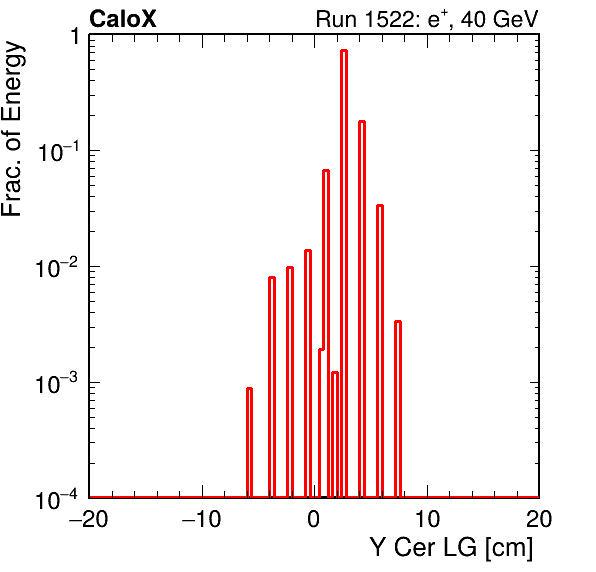 CaloX Run 1522: e⁺, 40 GeV
Frac. of Energy
1
10⁻¹
10⁻²
10⁻³
10⁻⁴
−20 −10 0 10 20
Y Cer LG [cm]